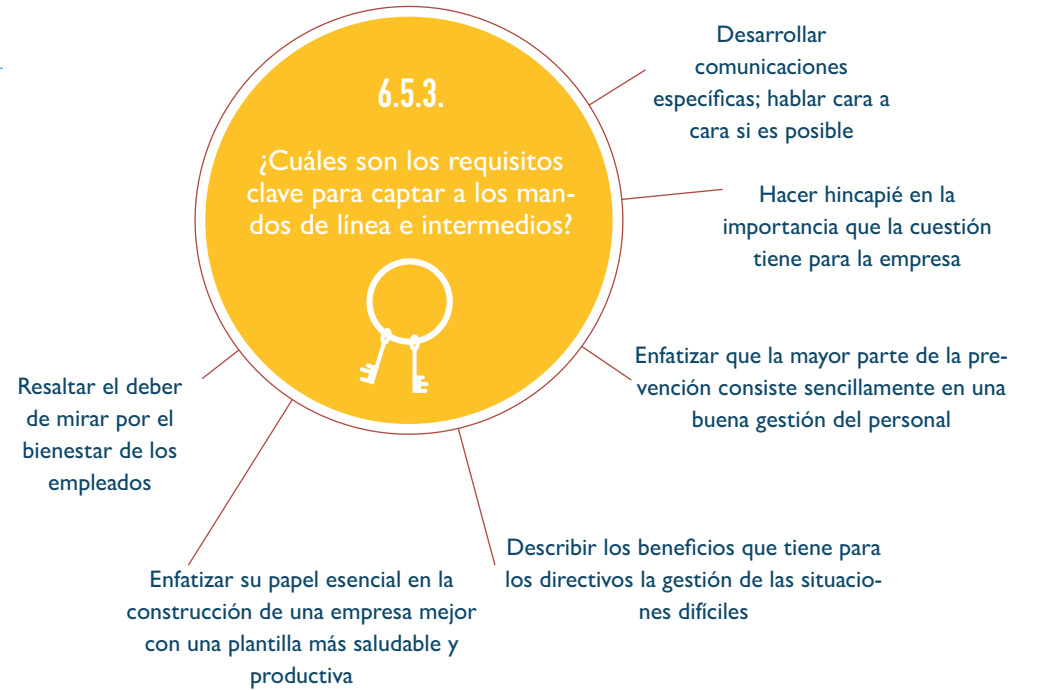 6.5.3.
¿Cuáles son los requisitos
clave para captar a los man-
dos de línea e intermedios?
Desarrollar
comunicaciones
específicas; hablar cara a
cara si es posible
Hacer hincapié en la
importancia que la cuestión
tiene para la empresa
Enfatizar que la mayor parte de la pre-
vención consiste sencillamente en una
buena gestión del personal
Describir los beneficios que tiene para
los directivos la gestión de las situacio-
nes difíciles
Enfatizar su papel esencial en la
construcción de una empresa mejor
con una plantilla más saludable y
productiva
Resaltar el deber
de mirar por el
bienestar de los
empleados